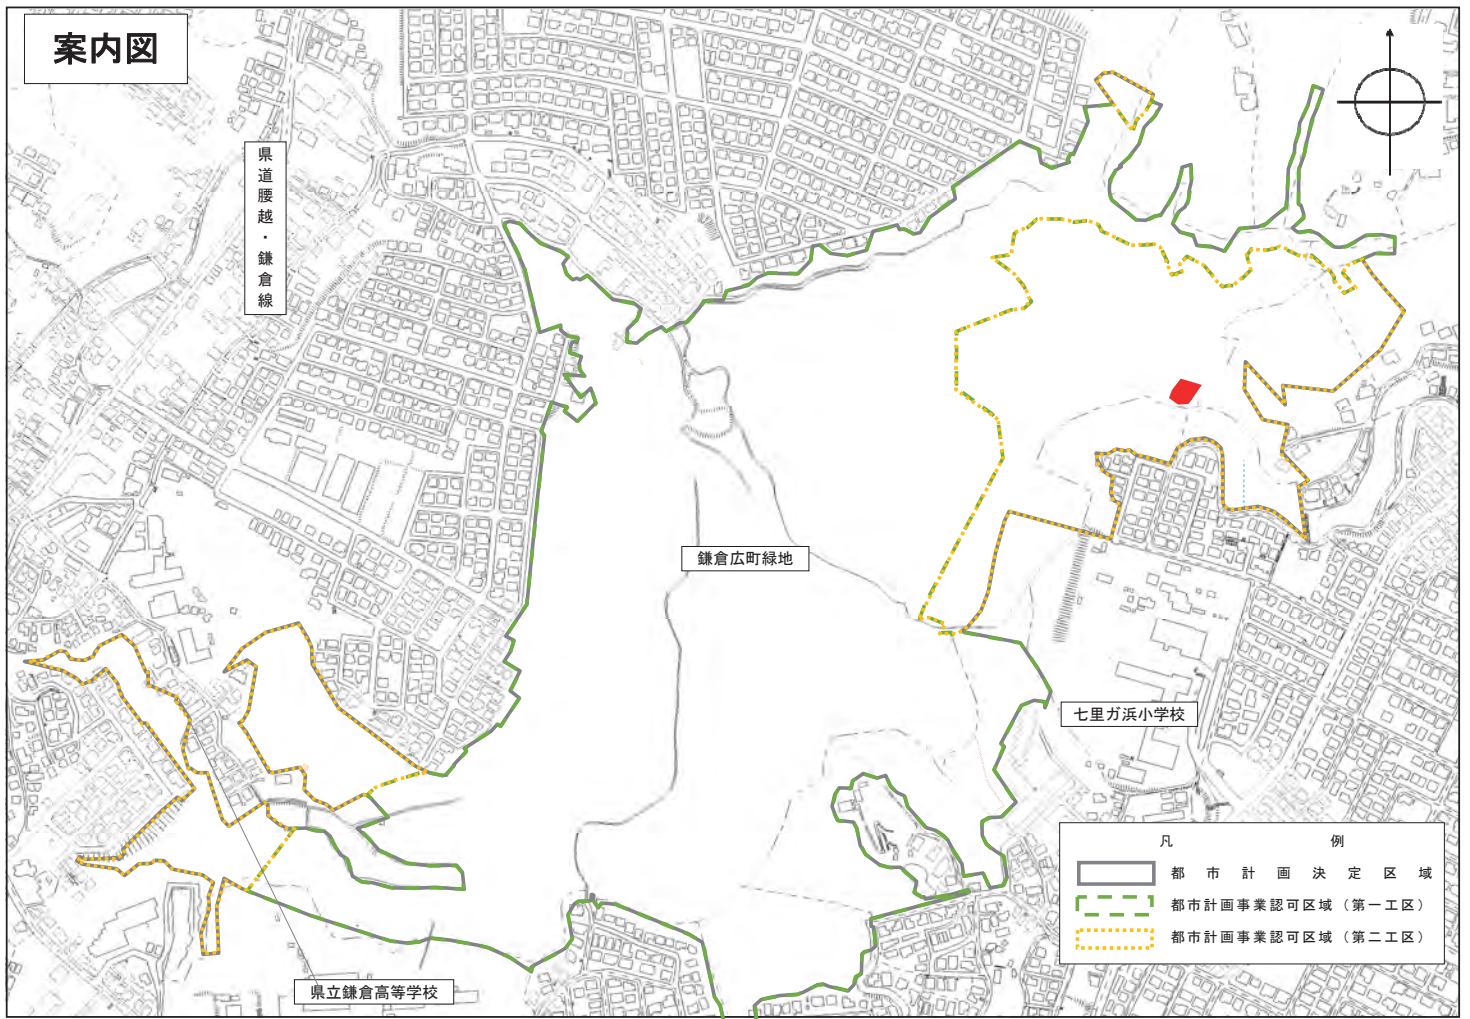 案内図
県道腰越・鎌倉線
鎌倉広町緑地
七里ガ浜小学校
県立鎌倉高等学校
凡例
都市計画決定区域
都市計画事業認可区域（第一工区）
都市計画事業認可区域（第二工区）